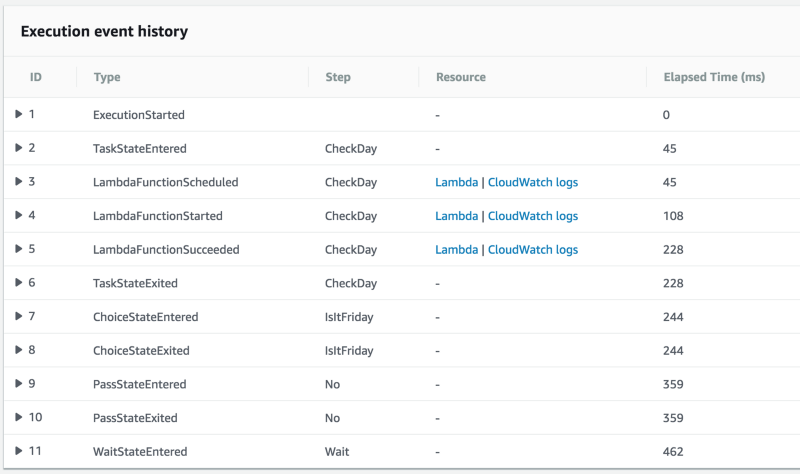 Execution event history
ID Type Step Resource Elapsed Time (ms)
1 ExecutionStarted - 0
2 TaskStateEntered CheckDay - 45
3 LambdaFunctionScheduled CheckDay Lambda | CloudWatch logs 45
4 LambdaFunctionStarted CheckDay Lambda | CloudWatch logs 108
5 LambdaFunctionSucceeded CheckDay Lambda | CloudWatch logs 228
6 TaskStateExited CheckDay - 228
7 ChoiceStateEntered IsItFriday - 244
8 ChoiceStateExited IsItFriday - 244
9 PassStateEntered No - 359
10 PassStateExited No - 359
11 WaitStateEntered Wait - 462